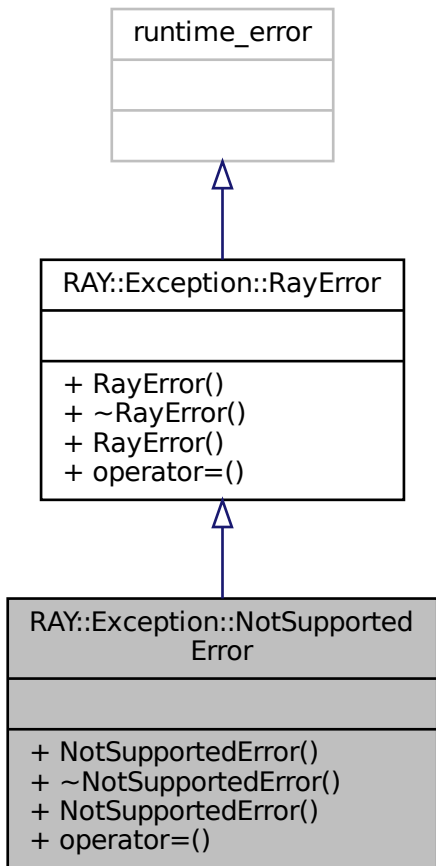 runtime_error
RAY::Exception::RayError
+ RayError()
+ ~RayError()
+ RayError()
+ operator=()
RAY::Exception::NotSupported
Error
+ NotSupportedError()
+ ~NotSupportedError()
+ NotSupportedError()
+ operator=()